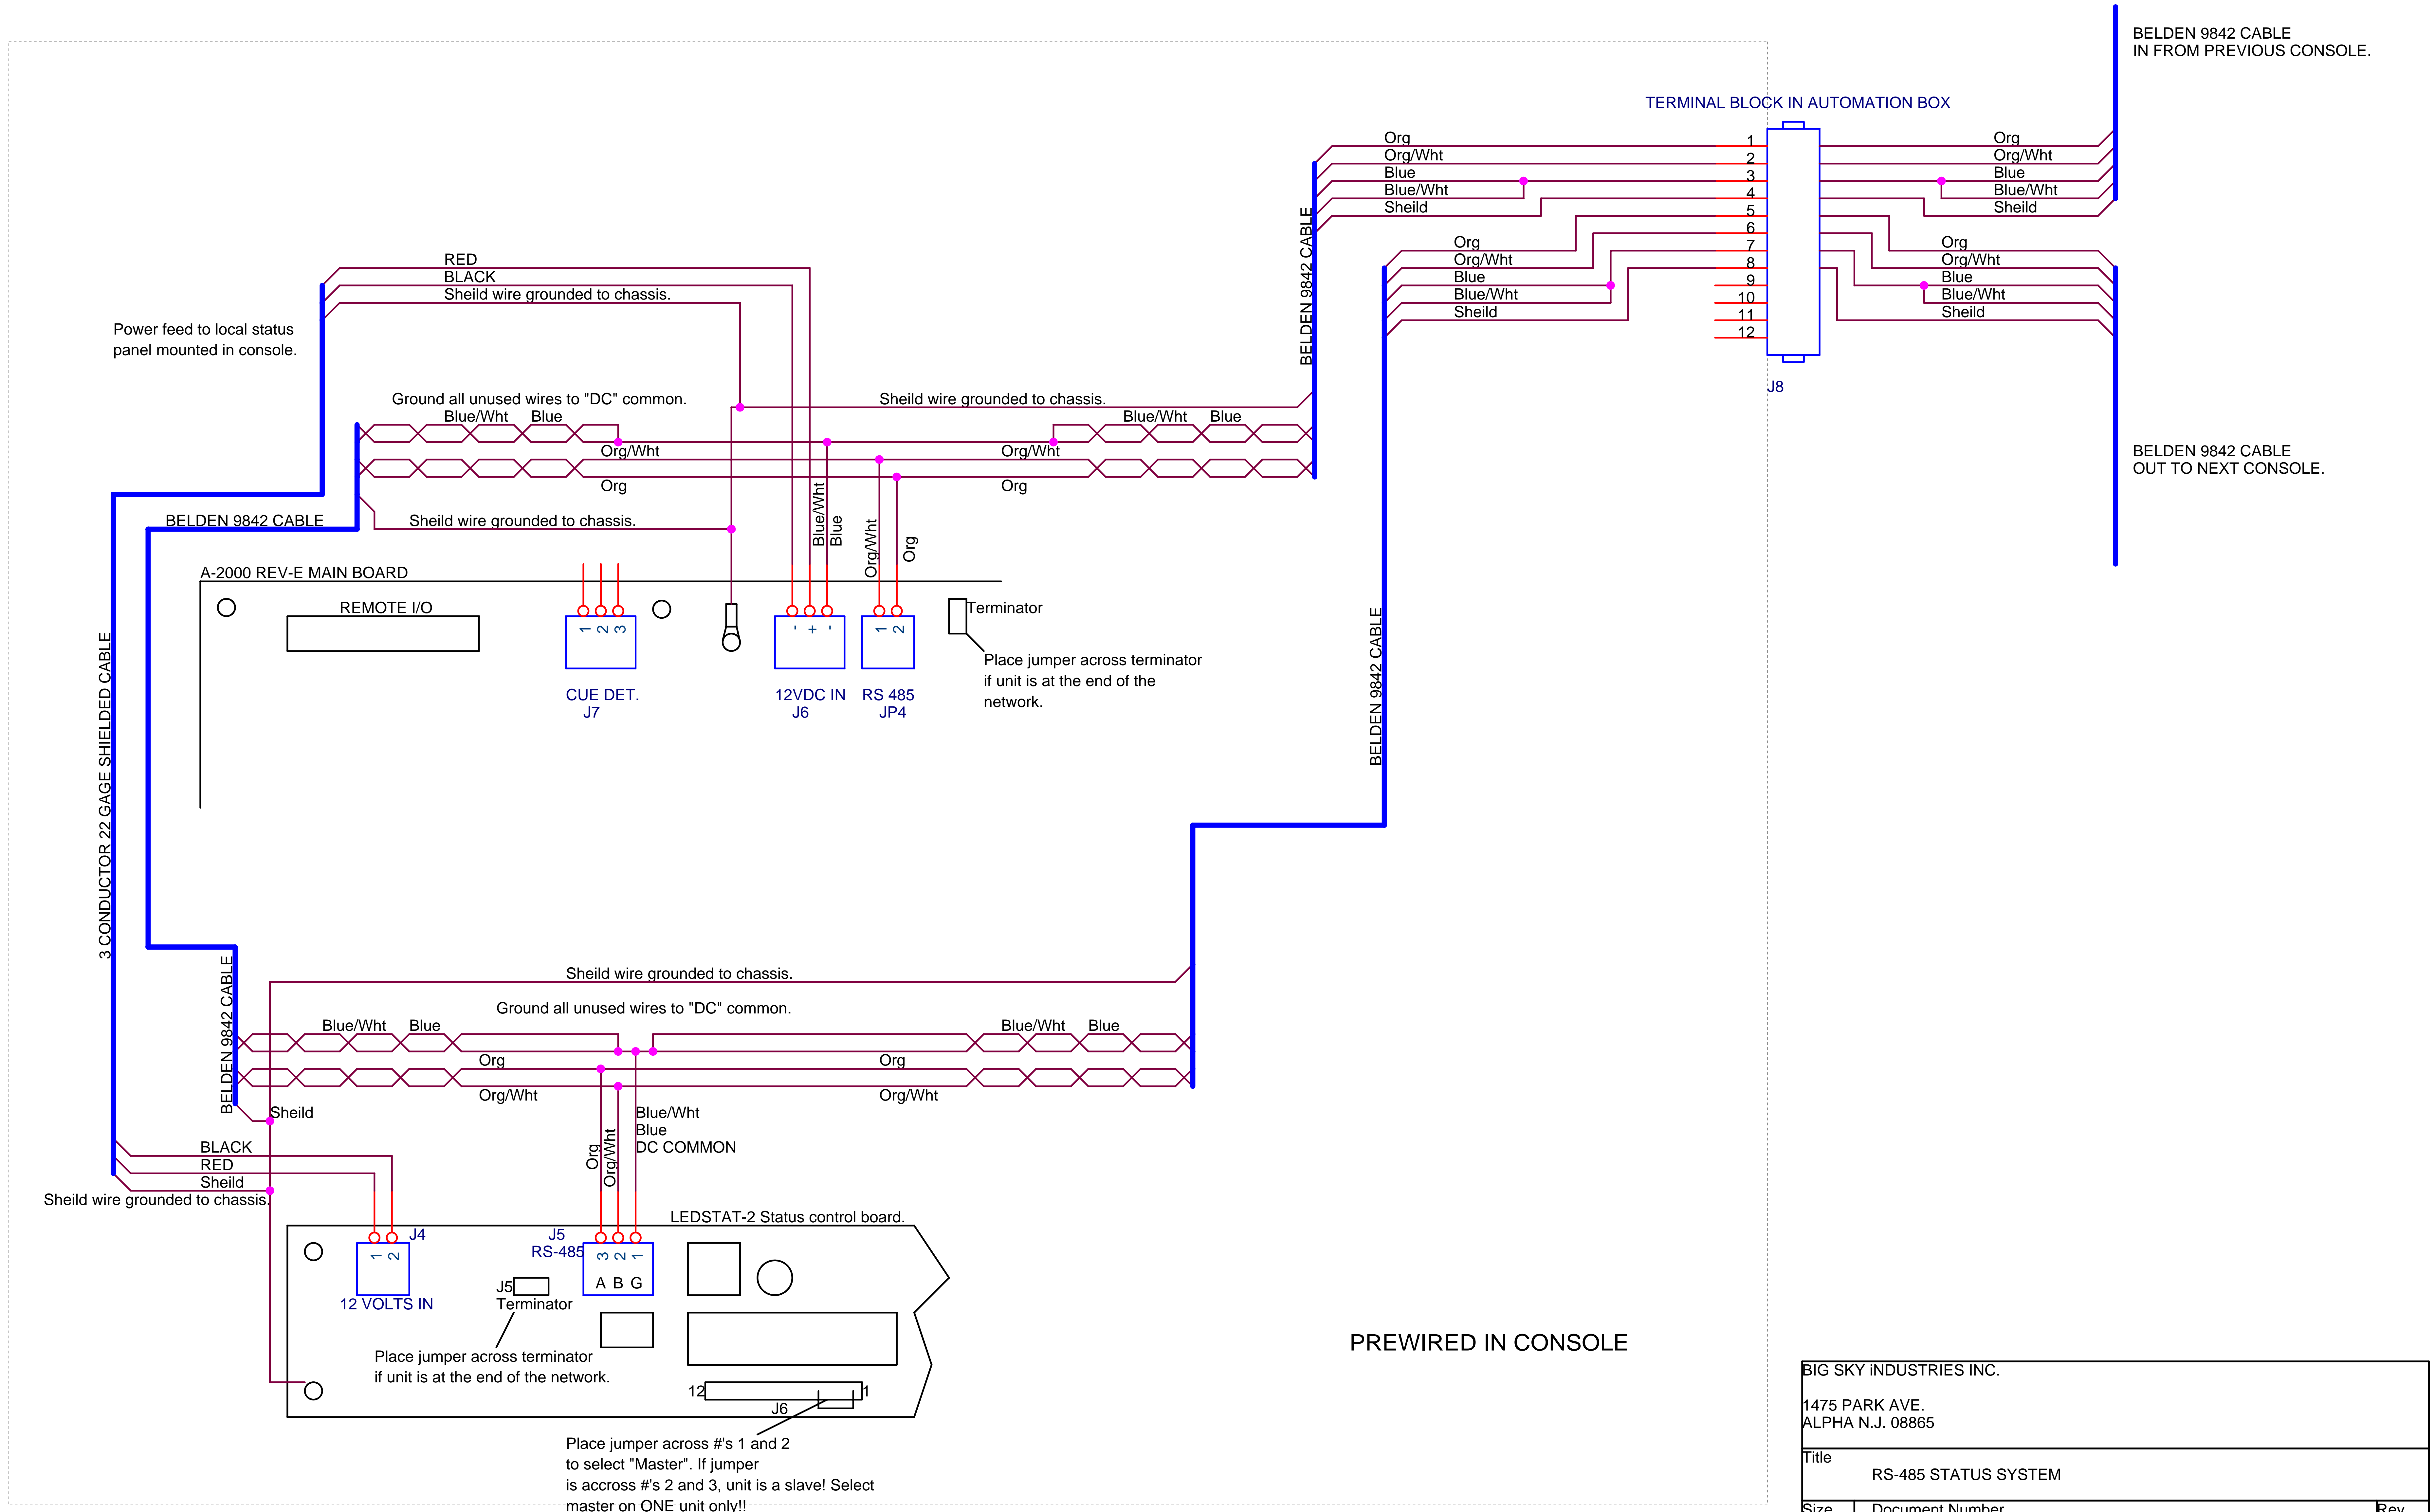 BELDEN 9842 CABLE
IN FROM PREVIOUS CONSOLE.
TERMINAL BLOCK IN AUTOMATION BOX
Org
Org/Wht
Blue
Blue/Wht
Sheild
1
2
3
4
5
6
7
8
9
10
11
12
J8
Org
Org/Wht
Blue
Blue/Wht
Sheild
Org
Org/Wht
Blue
Blue/Wht
Sheild
Org
Org/Wht
Blue
Blue/Wht
Sheild
BELDEN 9842 CABLE
BELDEN 9842 CABLE
OUT TO NEXT CONSOLE.
RED
BLACK
Sheild wire grounded to chassis.
Power feed to local status
panel mounted in console.
Ground all unused wires to "DC" common.
Sheild wire grounded to chassis.
Blue/Wht Blue
Blue/Wht Blue
Org/Wht
Org/Wht
Org
Org
BELDEN 9842 CABLE
Sheild wire grounded to chassis.
Blue/Wht
Blue
Org/Wht
Org
A-2000 REV-E MAIN BOARD
REMOTE I/O
1 2 3
- + -
1 2
Terminator
Place jumper across terminator
if unit is at the end of the
network.
CUE DET.
J7
12VDC IN
J6
RS 485
JP4
3 CONDUCTOR 22 GAGE SHIELDED CABLE
BELDEN 9842 CABLE
BELDEN 9842 CABLE
Sheild wire grounded to chassis.
Ground all unused wires to "DC" common.
Blue/Wht Blue
Blue/Wht Blue
Org
Org
Org/Wht
Org/Wht
Sheild
Blue/Wht
Blue
DC COMMON
Org
Org/Wht
BLACK
RED
Sheild
Sheild wire grounded to chassis.
LEDSTAT-2 Status control board.
J4
1 2
12 VOLTS IN
J5
RS-485
3 2 1
A B G
J5
Terminator
Place jumper across terminator
if unit is at the end of the network.
12
1
J6
Place jumper across #'s 1 and 2
to select "Master". If jumper
is accross #'s 2 and 3, unit is a slave! Select
master on ONE unit only!!
PREWIRED IN CONSOLE
BIG SKY iNDUSTRIES INC.
1475 PARK AVE.
ALPHA N.J. 08865
Title
RS-485 STATUS SYSTEM
Size Document Number Rev